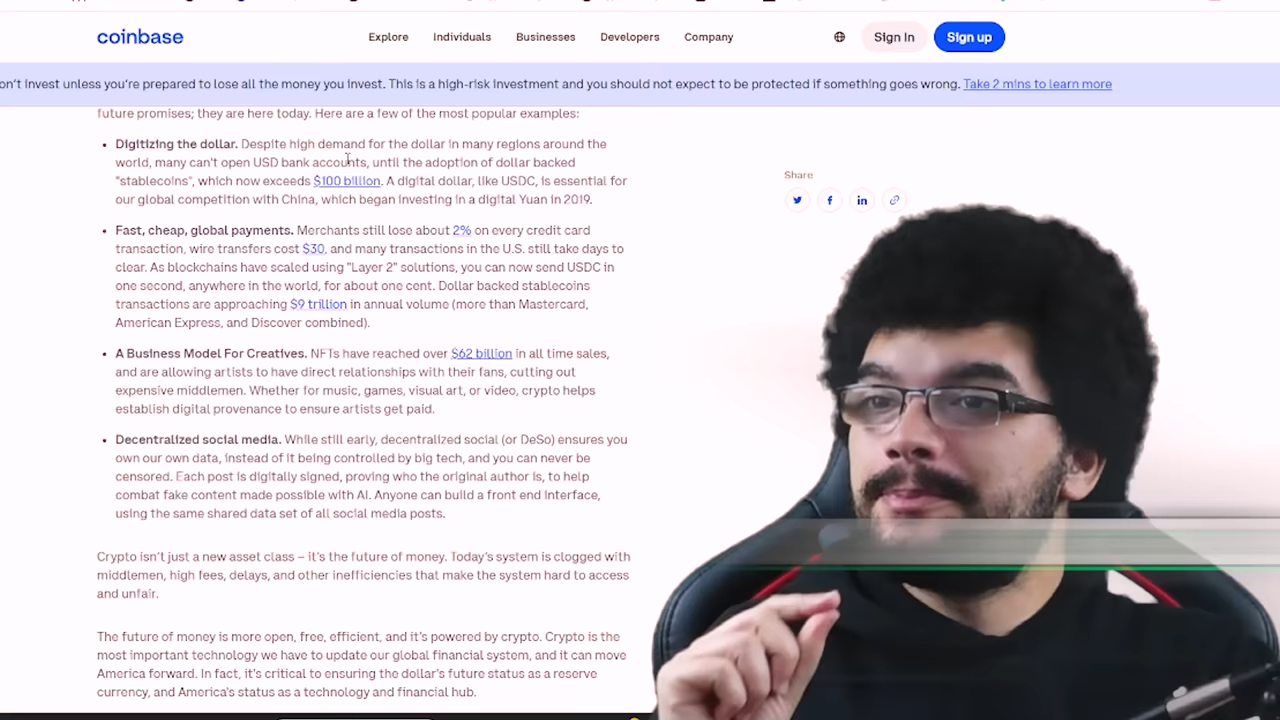 coinbase
Explore
Individuals
Businesses
Developers
Company
Sign In
Sign up
on't invest unless you're prepared to lose all the money you invest. This is a high-risk investment and you should not expect to be protected if something goes wrong. Take 2 mins to learn more
future promises; they are here today. Here are a few of the most popular examples:
• Digitizing the dollar. Despite high demand for the dollar in many regions around the
world, many can't open USD bank accounts, until the adoption of dollar backed
"stablecoins", which now exceeds $100 billion. A digital dollar, like USDC, is essential for
our global competition with China, which began investing in a digital Yuan in 2019.
• Fast, cheap, global payments. Merchants still lose about 2% on every credit card
transaction, wire transfers cost $30, and many transactions in the U.S. still take days to
clear. As blockchains have scaled using "Layer 2" solutions, you can now send USDC in
one second, anywhere in the world, for about one cent. Dollar backed stablecoins
transactions are approaching $9 trillion in annual volume (more than Mastercard,
American Express, and Discover combined).
• A Business Model For Creatives. NFTs have reached over $62 billion in all time sales,
and are allowing artists to have direct relationships with their fans, cutting out
expensive middlemen. Whether for music, games, visual art, or video, crypto helps
establish digital provenance to ensure artists get paid.
• Decentralized social media. While still early, decentralized social (or DeSo) ensures you
own our own data, instead of it being controlled by big tech, and you can never be
censored. Each post is digitally signed, proving who the original author is, to help
combat fake content made possible with AI. Anyone can build a front end interface,
using the same shared data set of all social media posts.
Crypto isn't just a new asset class – it's the future of money. Today's system is clogged with
middlemen, high fees, delays, and other inefficiencies that make the system hard to access
and unfair.
The future of money is more open, free, efficient, and it's powered by crypto. Crypto is the
most important technology we have to update our global financial system, and it can move
America forward. In fact, it's critical to ensuring the dollar's future status as a reserve
currency, and America's status as a technology and financial hub.
Share